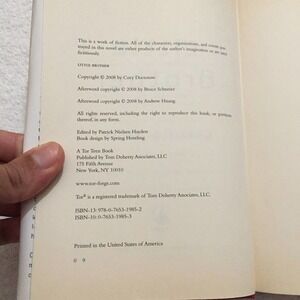 This is a work of fiction. All of the characters, organizations, and events portrayed
in this novel are either products of the author's imagination or are used
fictitiously.
LITTLE BROTHER
Copyright © 2008 by Cory Doctorow
Afterword copyright © 2008 by Bruce Schneier
Afterword copyright © 2008 by Andrew Huang
All rights reserved, including the right to reproduce this book, or portions
thereof, in any form.
Edited by Patrick Nielsen Hayden
Book design by Spring Hoteling
A Tor Teen Book
Published by Tom Doherty Associates, LLC
175 Fifth Avenue
New York, NY 10010
www.tor-forge.com
Tor® is a registered trademark of Tom Doherty Associates, LLC.
ISBN-13: 978-0-7653-1985-2
ISBN-10: 0-7653-1985-3
Printed in the United States of America
0 9